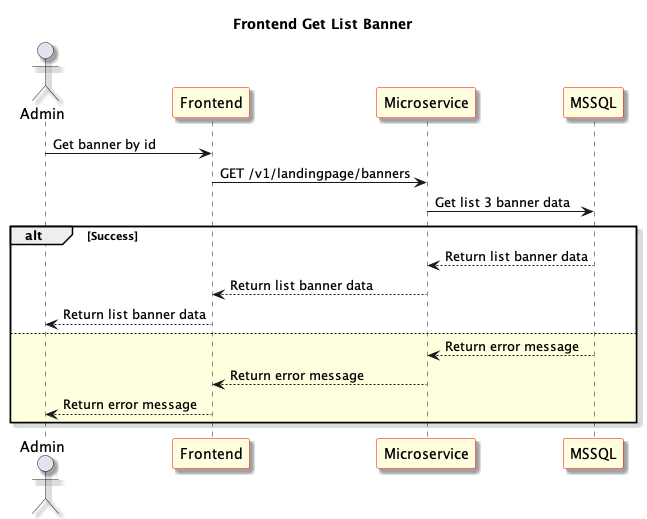 Frontend Get List Banner
Admin
Frontend
Microservice
MSSQL
Get banner by id
GET /v1/landingpage/banners
Get list 3 banner data
alt
[Success]
Return list banner data
Return list banner data
Return list banner data
Return error message
Return error message
Return error message
Admin
Frontend
Microservice
MSSQL